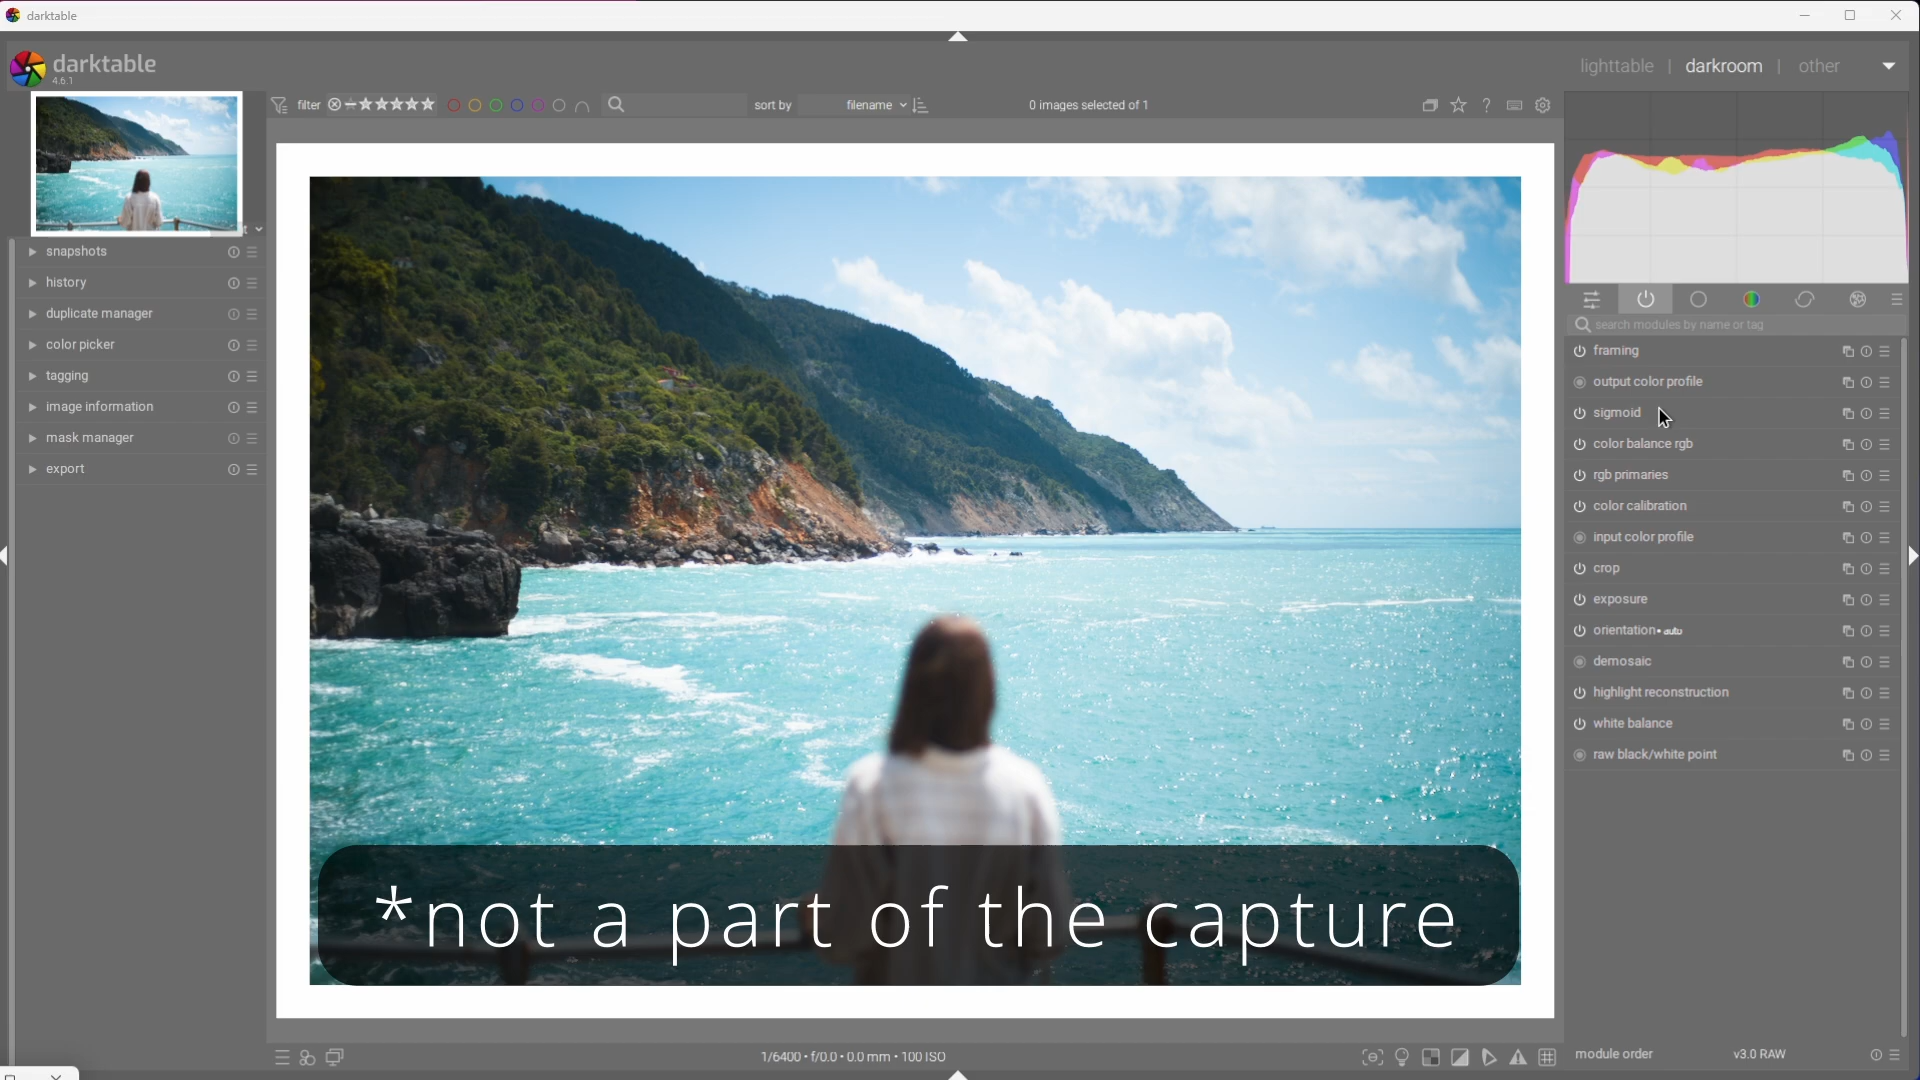 darktable
darktable
4.6.1
lighttable | darkroom | other
filter
sort by
filename
0 images selected of 1
snapshots
history
duplicate manager
color picker
tagging
image information
mask manager
export
search modules by name or tag
framing
output color profile
sigmoid
color balance rgb
rgb primaries
color calibration
input color profile
crop
exposure
orientation • auto
demosaic
highlight reconstruction
white balance
raw black/white point
*not a part of the capture
1/6400 • f/0.0 • 0.0 mm • 100 ISO
module order
v3.0 RAW